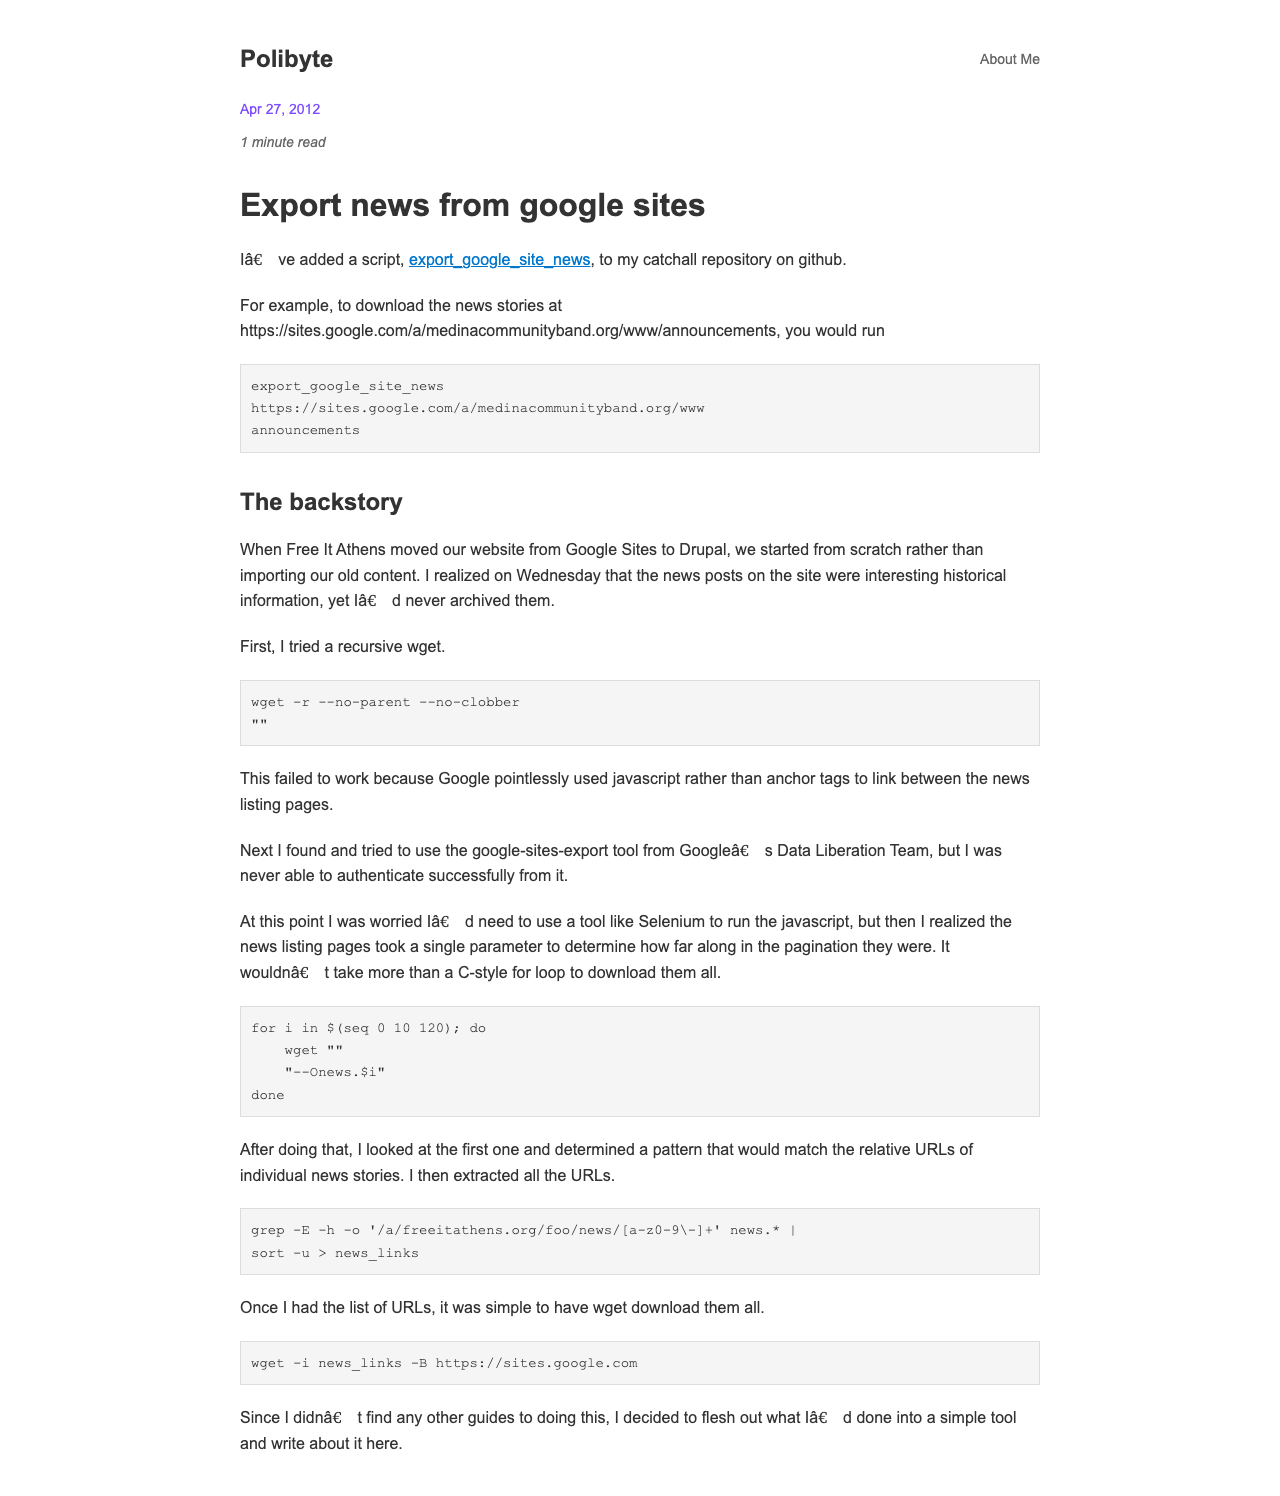 Polibyte
About Me
Apr 27, 2012
1 minute read
Export news from google sites
Iâ€ ve added a script, export_google_site_news, to my catchall repository on github.
For example, to download the news stories at
https://sites.google.com/a/medinacommunityband.org/www/announcements, you would run
export_google_site_news
https://sites.google.com/a/medinacommunityband.org/www
announcements
The backstory
When Free It Athens moved our website from Google Sites to Drupal, we started from scratch rather than
importing our old content. I realized on Wednesday that the news posts on the site were interesting historical
information, yet Iâ€ d never archived them.
First, I tried a recursive wget.
wget -r --no-parent --no-clobber
""
This failed to work because Google pointlessly used javascript rather than anchor tags to link between the news
listing pages.
Next I found and tried to use the google-sites-export tool from Googleâ€ s Data Liberation Team, but I was
never able to authenticate successfully from it.
At this point I was worried Iâ€ d need to use a tool like Selenium to run the javascript, but then I realized the
news listing pages took a single parameter to determine how far along in the pagination they were. It
wouldnâ€ t take more than a C-style for loop to download them all.
for i in $(seq 0 10 120); do
    wget ""
    "--Onews.$i"
done
After doing that, I looked at the first one and determined a pattern that would match the relative URLs of
individual news stories. I then extracted all the URLs.
grep -E -h -o '/a/freeitathens.org/foo/news/[a-z0-9\-]+' news.* |
sort -u > news_links
Once I had the list of URLs, it was simple to have wget download them all.
wget -i news_links -B https://sites.google.com
Since I didnâ€ t find any other guides to doing this, I decided to flesh out what Iâ€ d done into a simple tool
and write about it here.